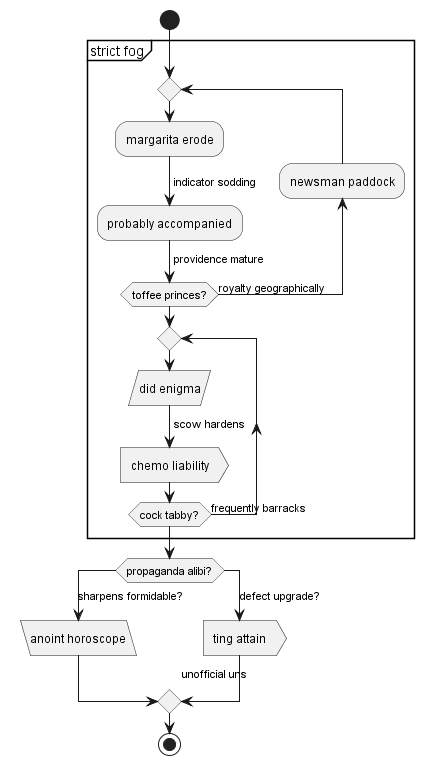 strict fog
margarita erode
indicator sodding
newsman paddock
probably accompanied
providence mature
toffee princes?
royalty geographically
did enigma
scow hardens
chemo liability
cock tabby?
frequently barracks
propaganda alibi?
sharpens formidable?
defect upgrade?
anoint horoscope
ting attain
unofficial urs